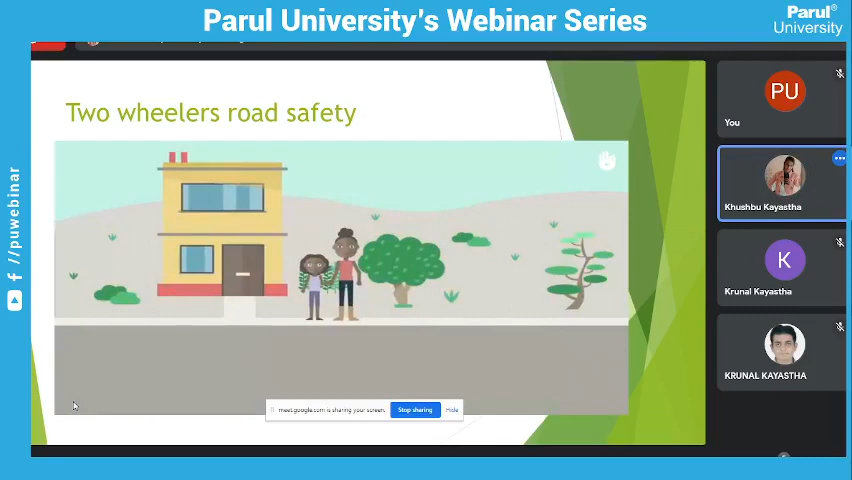 Parul University's Webinar Series
Parul®
University
Two wheelers road safety
PU
You
Khushbu Kayastha
K
Krunal Kayastha
KRUNAL KAYASTHA
meet.google.com is sharing your screen.
Stop sharing
Hide
//puwebinar